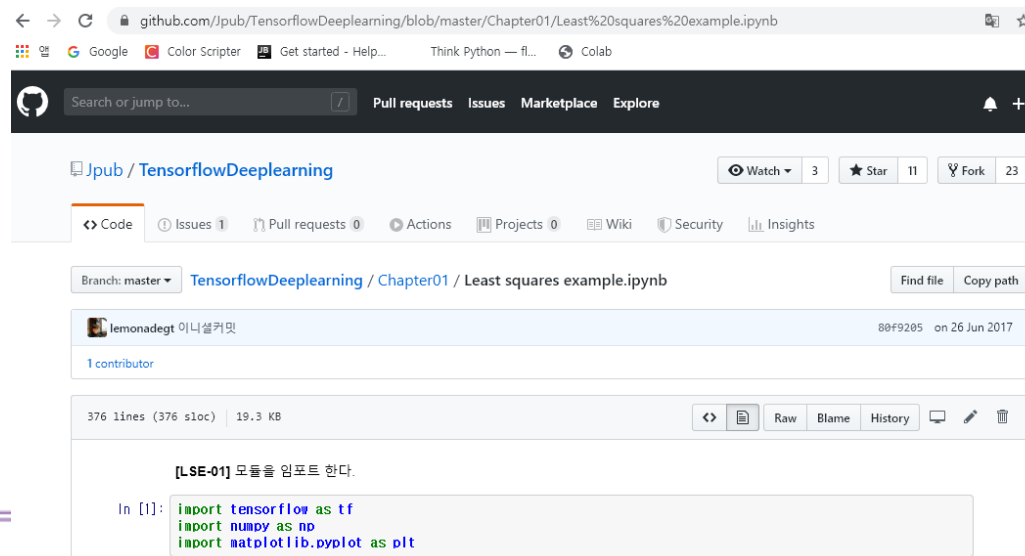 github.com/Jpub/TensorflowDeeplearning/blob/master/Chapter01/Least%20squares%20example.ipynb
앱 Google Color Scripter Get started - Help... Think Python — fl... Colab
Search or jump to... / Pull requests Issues Marketplace Explore
Jpub / TensorflowDeeplearning Watch 3 Star 11 Fork 23
Code Issues 1 Pull requests 0 Actions Projects 0 Wiki Security Insights
Branch: master TensorflowDeeplearning / Chapter01 / Least squares example.ipynb Find file Copy path
lemonadegt 이니셜커밋 80f9205 on 26 Jun 2017
1 contributor
376 lines (376 sloc) 19.3 KB Raw Blame History
[LSE-01] 모듈을 임포트 한다.
In [1]: import tensorflow as tf
import numpy as np
import matplotlib.pyplot as plt